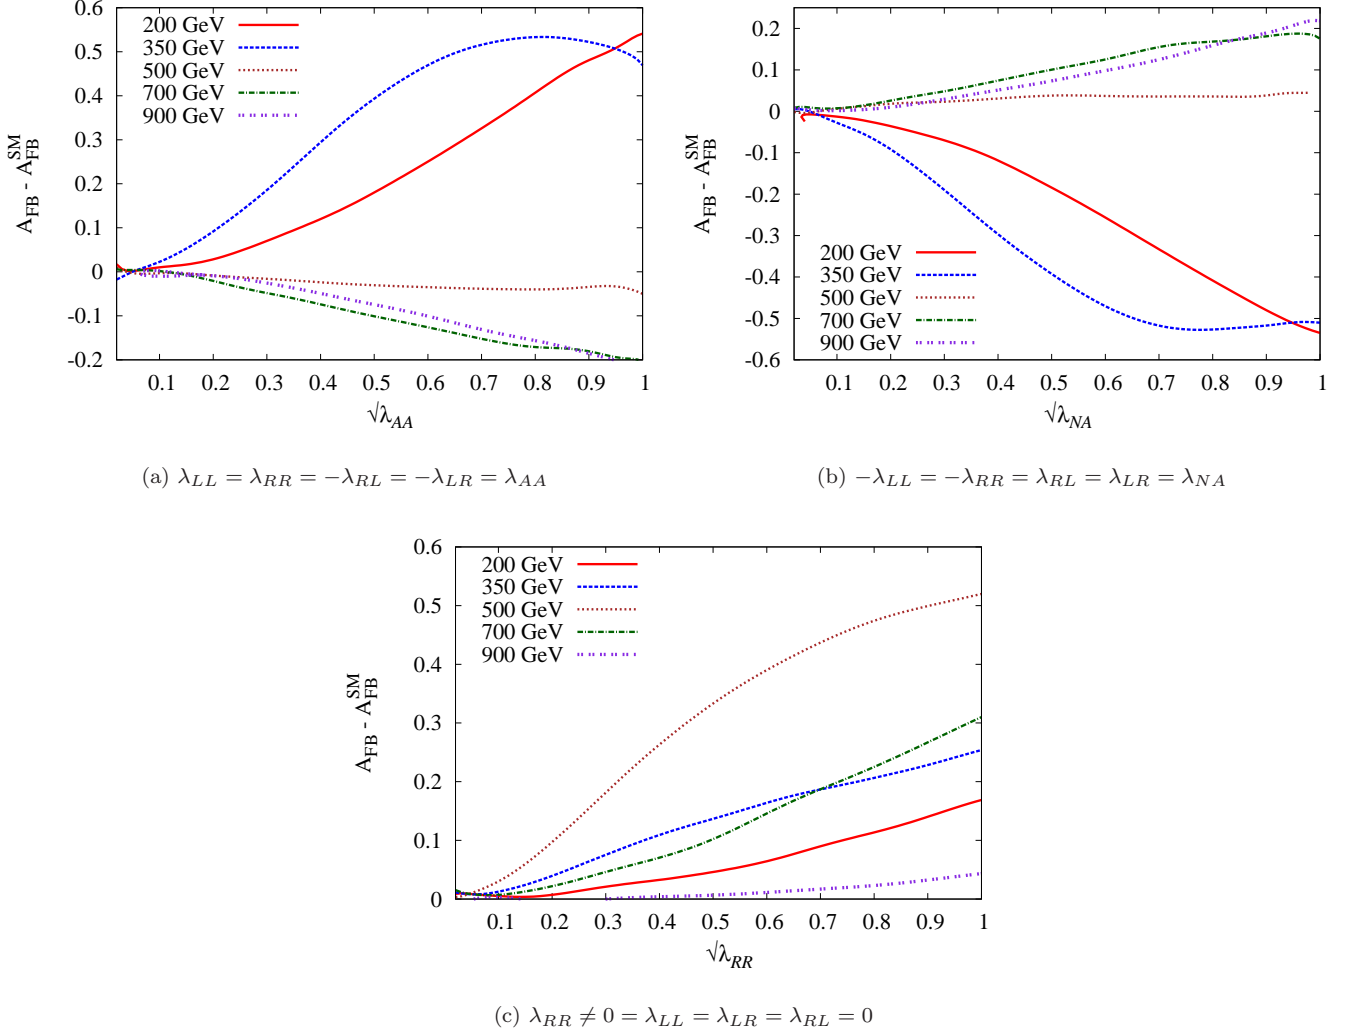 200 GeV
350 GeV
500 GeV
700 GeV
900 GeV
0.6
0.5
0.4
0.3
0.2
0.1
0
-0.1
-0.2
A_FB - A_FB^SM
0.1 0.2 0.3 0.4 0.5 0.6 0.7 0.8 0.9 1
√λ_AA
(a) λ_LL = λ_RR = −λ_RL = −λ_LR = λ_AA
0.2
0.1
0
-0.1
-0.2
-0.3
-0.4
-0.5
-0.6
A_FB - A_FB^SM
200 GeV
350 GeV
500 GeV
700 GeV
900 GeV
0.1 0.2 0.3 0.4 0.5 0.6 0.7 0.8 0.9 1
√λ_NA
(b) −λ_LL = −λ_RR = λ_RL = λ_LR = λ_NA
200 GeV
350 GeV
500 GeV
700 GeV
900 GeV
0.6
0.5
0.4
0.3
0.2
0.1
0
A_FB - A_FB^SM
0.1 0.2 0.3 0.4 0.5 0.6 0.7 0.8 0.9 1
√λ_RR
(c) λ_RR ≠ 0 = λ_LL = λ_LR = λ_RL = 0